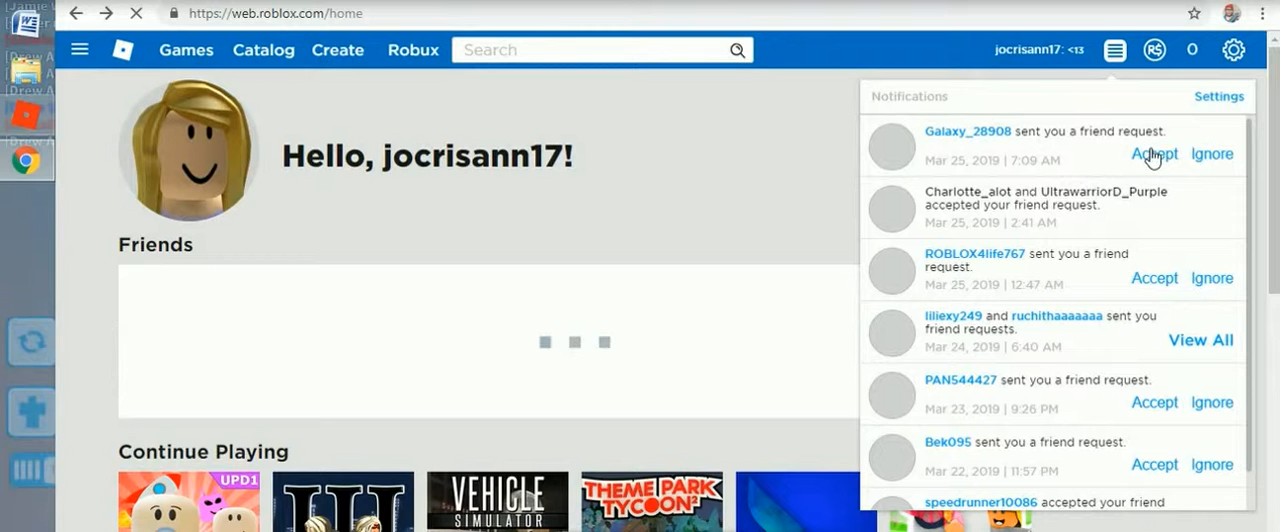 https://web.roblox.com/home
Games Catalog Create Robux Search jocrisann17: <13 0
Notifications Settings
Galaxy_28908 sent you a friend request.
Mar 25, 2019 | 7:09 AM Accept Ignore
Charlotte_alot and UltrawarriorD_Purple
accepted your friend request.
Mar 25, 2019 | 2:41 AM
ROBLOX4life767 sent you a friend
request.
Mar 25, 2019 | 12:47 AM Accept Ignore
liliexy249 and ruchithaaaaaaa sent you
friend requests.
Mar 24, 2019 | 6:40 AM View All
PAN544427 sent you a friend request.
Mar 23, 2019 | 9:26 PM Accept Ignore
Bek095 sent you a friend request.
Mar 22, 2019 | 11:57 PM Accept Ignore
speedrunner10086 accepted your friend
Hello, jocrisann17!
Friends
Continue Playing
UPD1
VEHICLE
SIMULATOR
THEME PARK
TYCOON 2